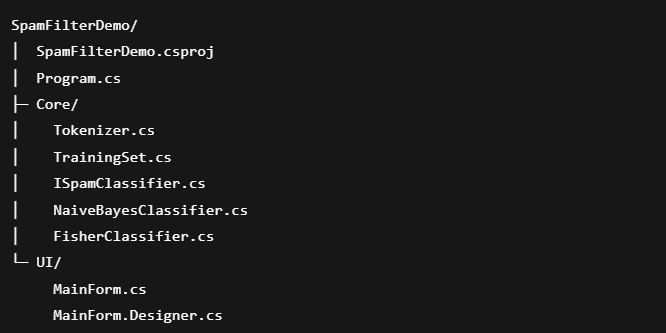 SpamFilterDemo/
│  SpamFilterDemo.csproj
│  Program.cs
├─ Core/
│    Tokenizer.cs
│    TrainingSet.cs
│    ISpamClassifier.cs
│    NaiveBayesClassifier.cs
│    FisherClassifier.cs
└─ UI/
     MainForm.cs
     MainForm.Designer.cs